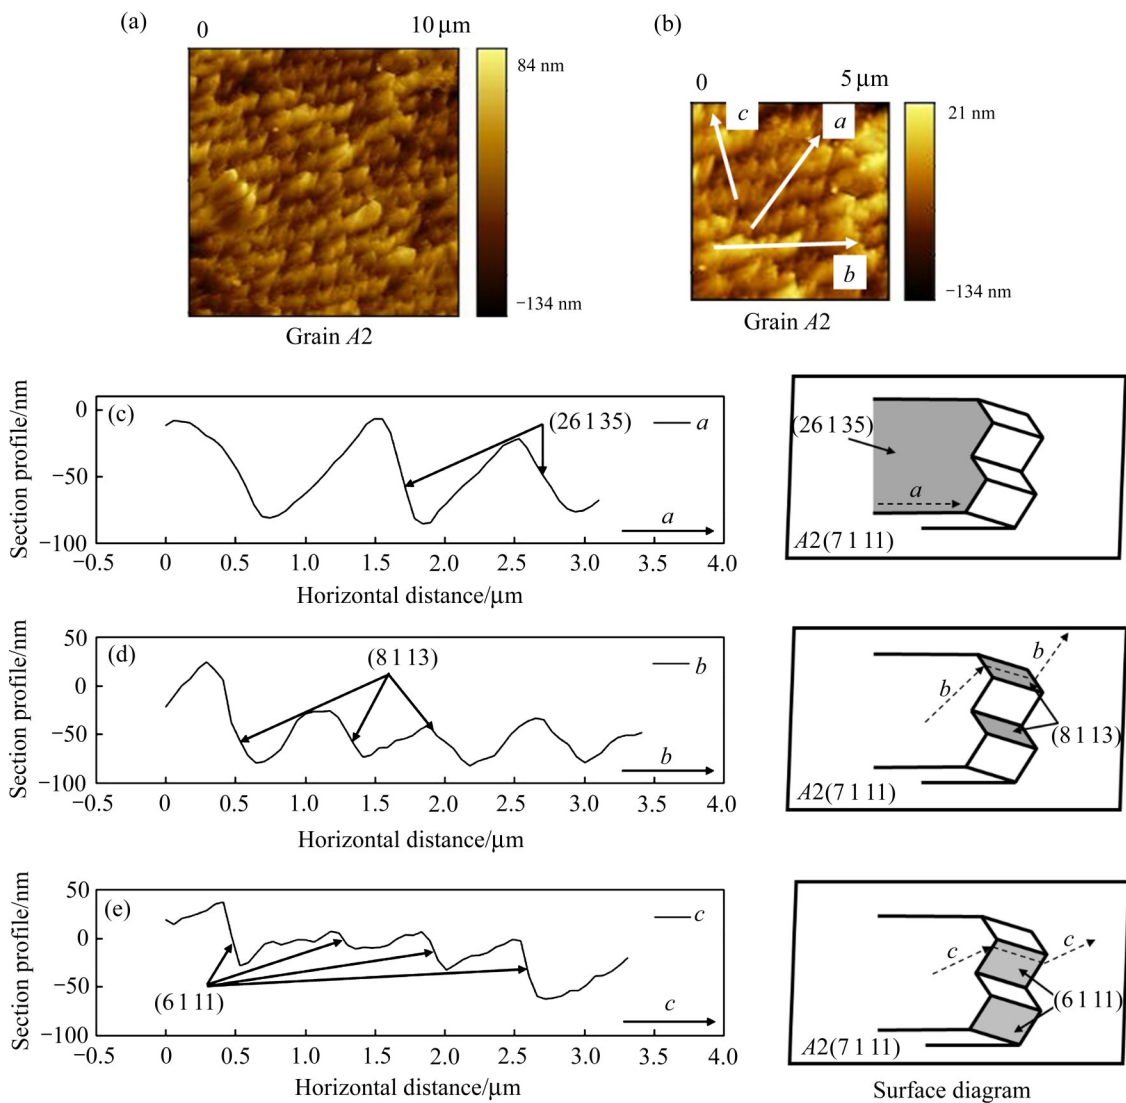 (a)
0 10 μm
84 nm
−134 nm
Grain A2
(b)
0 5 μm
c
a
b
21 nm
−134 nm
Grain A2
Section profile/nm
0
−50
−100
(c)
(26 1 35)
a
a
−0.5 0 0.5 1.0 1.5 2.0 2.5 3.0 3.5 4.0
Horizontal distance/μm
(26 1 35)
a
A2(7 1 11)
Section profile/nm
50
0
−50
−100
(d)
(8 1 13)
b
b
−0.5 0 0.5 1.0 1.5 2.0 2.5 3.0 3.5 4.0
Horizontal distance/μm
b
b
(8 1 13)
A2(7 1 11)
Section profile/nm
50
0
−50
−100
(e)
c
(6 1 11)
c
−0.5 0 0.5 1.0 1.5 2.0 2.5 3.0 3.5 4.0
Horizontal distance/μm
c
c
(6 1 11)
A2(7 1 11)
Surface diagram